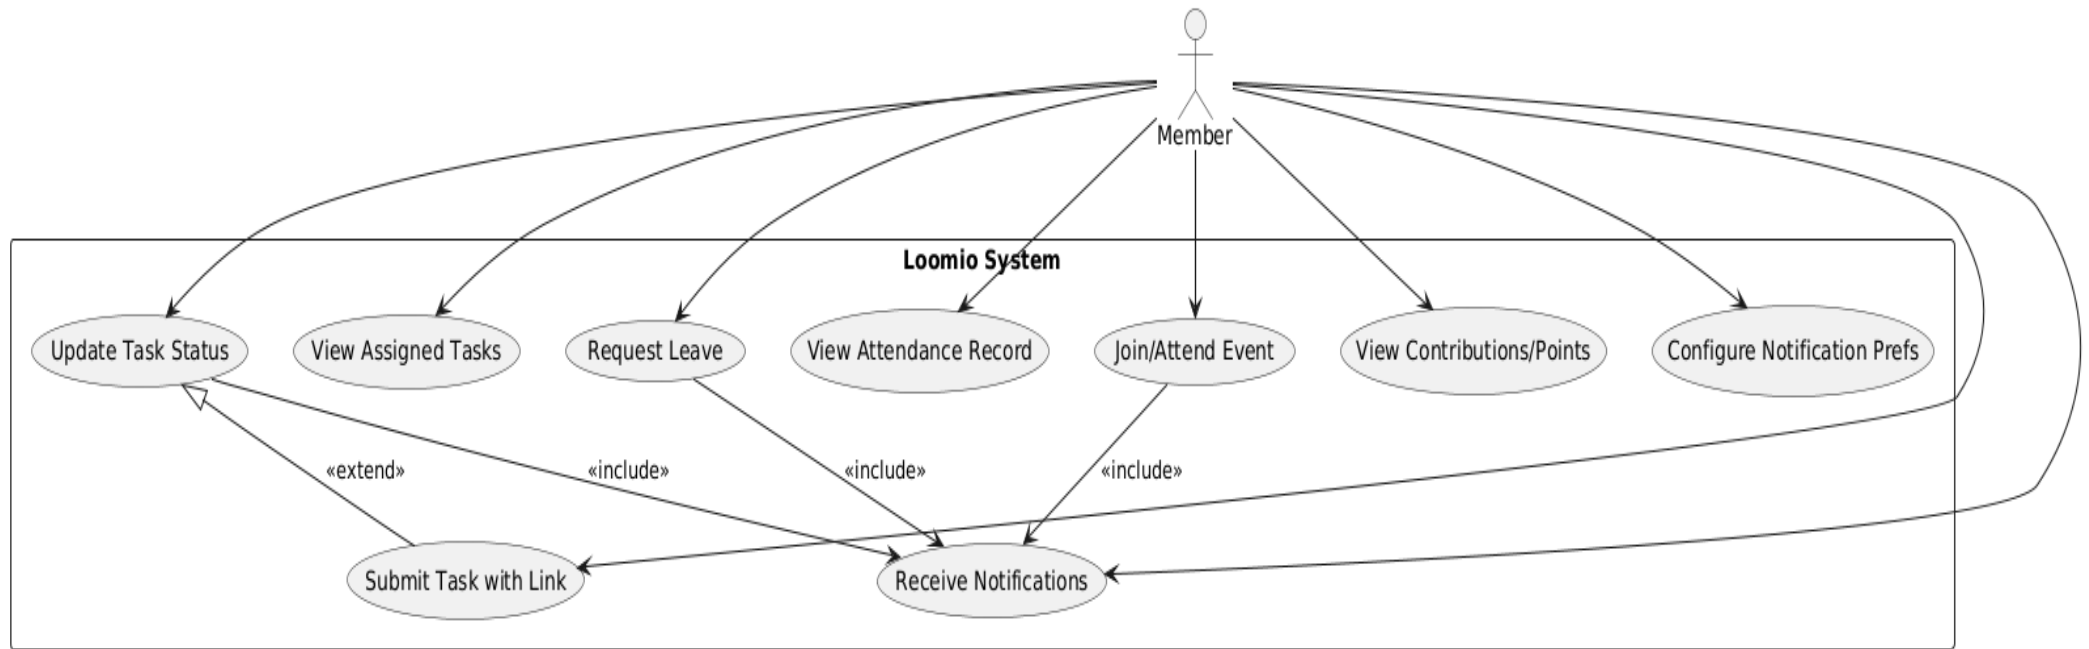 Member
Loomio System
Update Task Status
View Assigned Tasks
Request Leave
View Attendance Record
Join/Attend Event
View Contributions/Points
Configure Notification Prefs
«extend»
«include»
«include»
«include»
Submit Task with Link
Receive Notifications